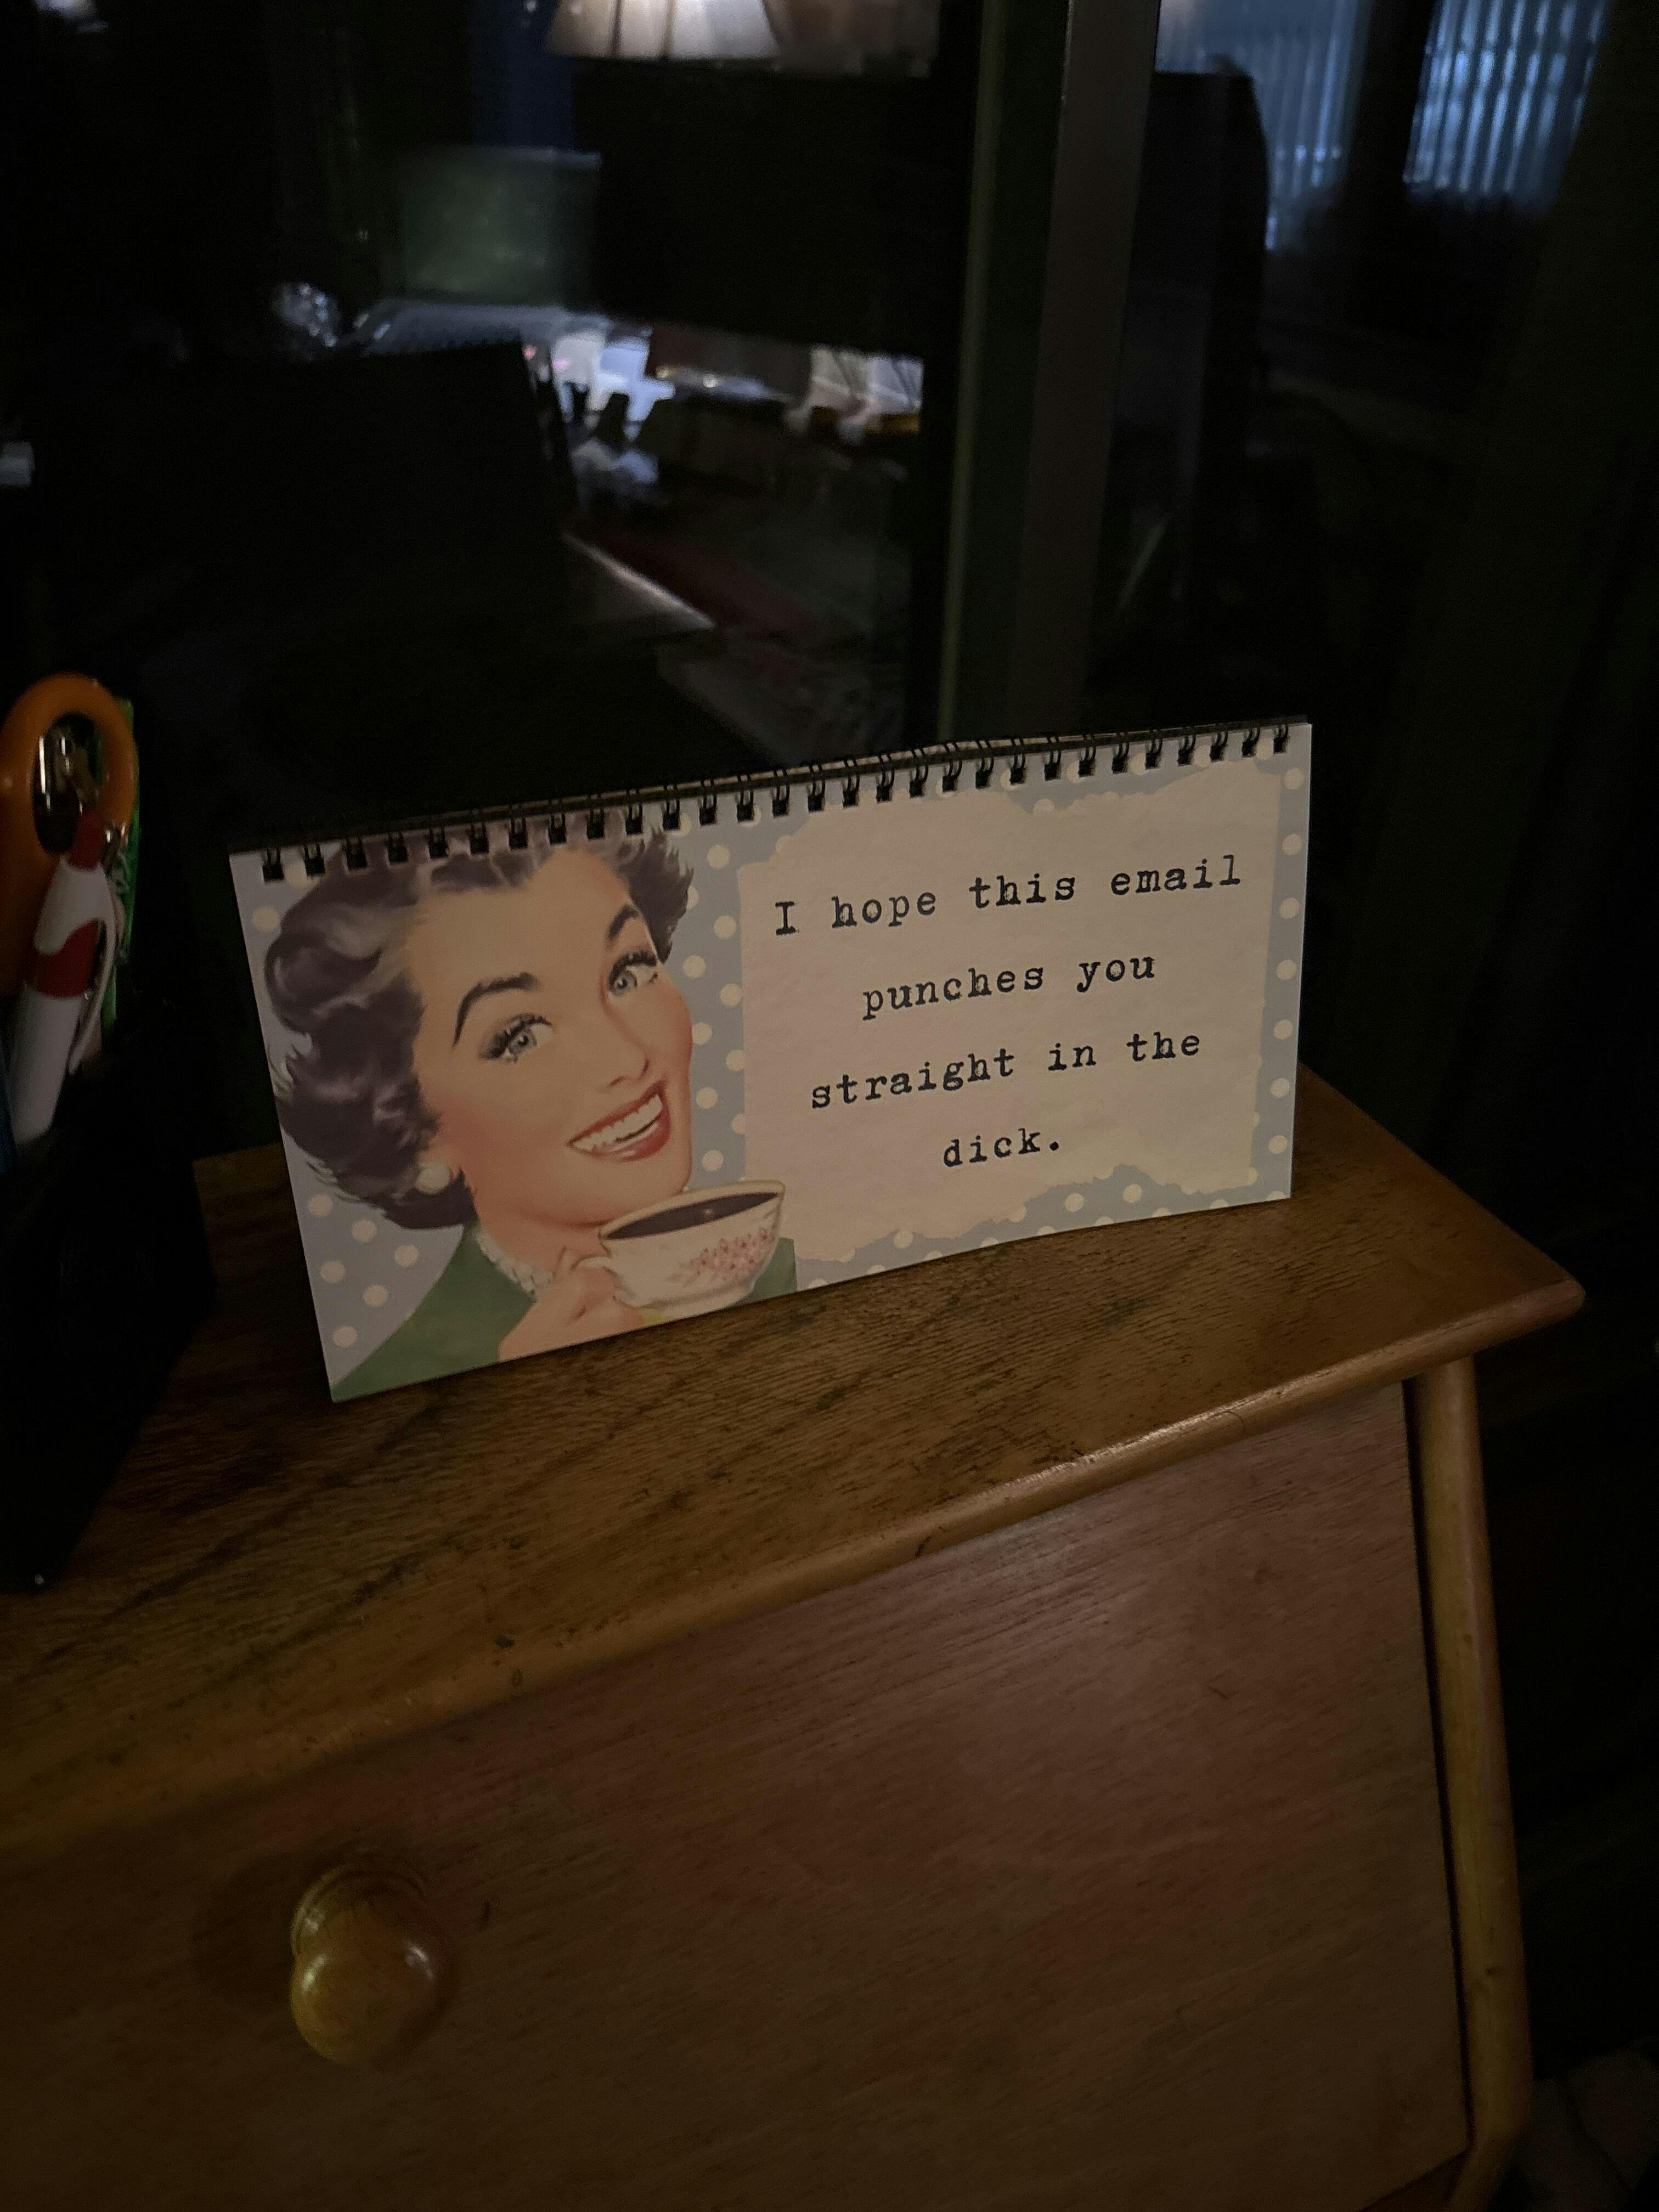 I hope this email
punches you
straight in the
dick.